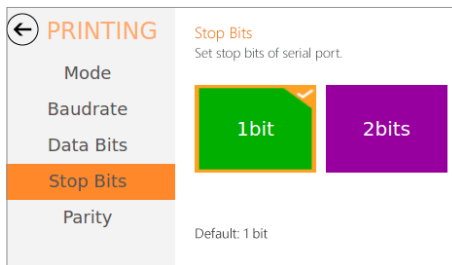 PRINTING
Mode
Baudrate
Data Bits
Stop Bits
Parity
Stop Bits
Set stop bits of serial port.
1bit
2bits
Default: 1 bit